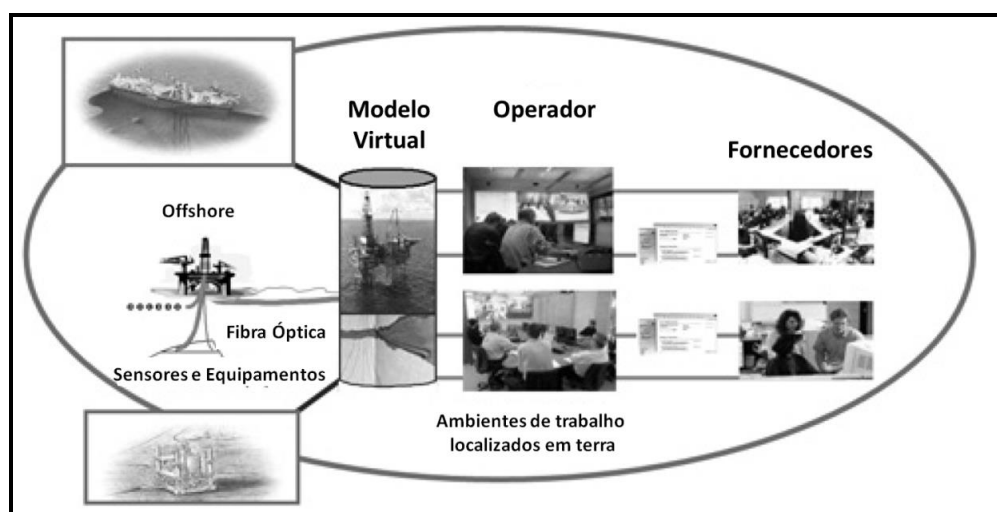 Modelo
Virtual
Operador
Fornecedores
Offshore
Fibra Óptica
Sensores e Equipamentos
Ambientes de trabalho
localizados em terra